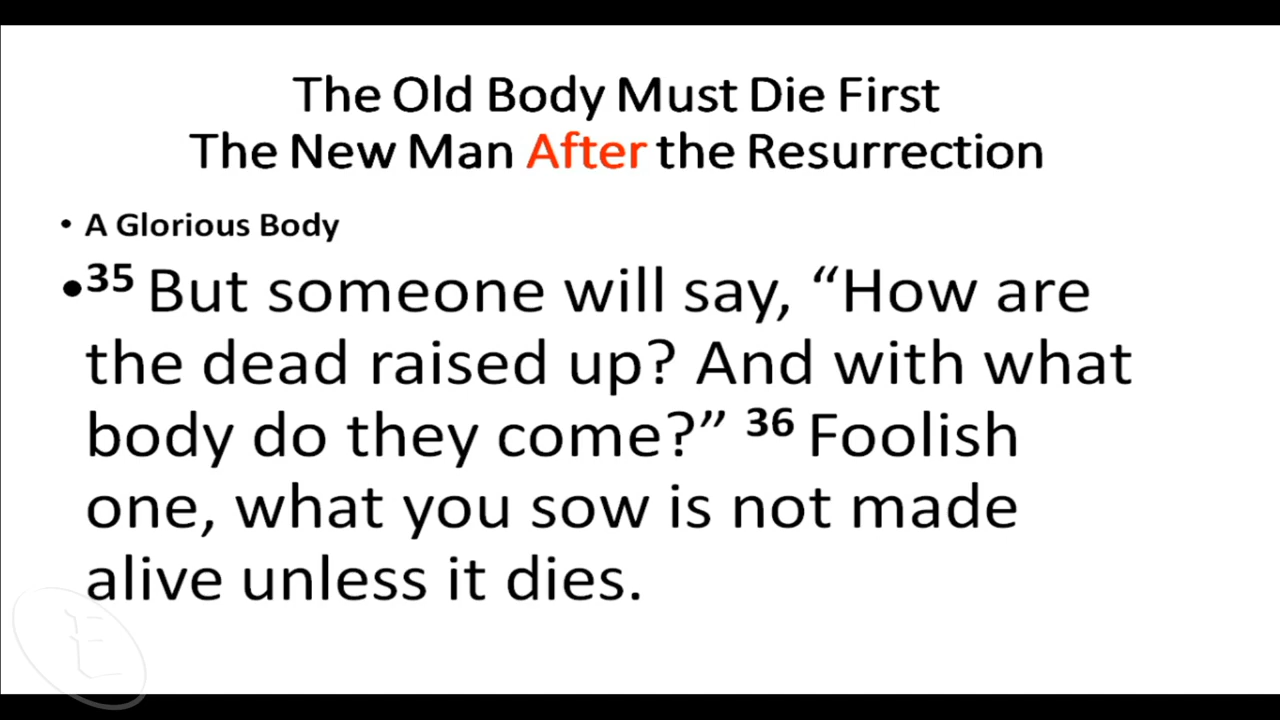 The Old Body Must Die First
The New Man After the Resurrection
• A Glorious Body
•35 But someone will say, “How are
the dead raised up? And with what
body do they come?” 36 Foolish
one, what you sow is not made
alive unless it dies.